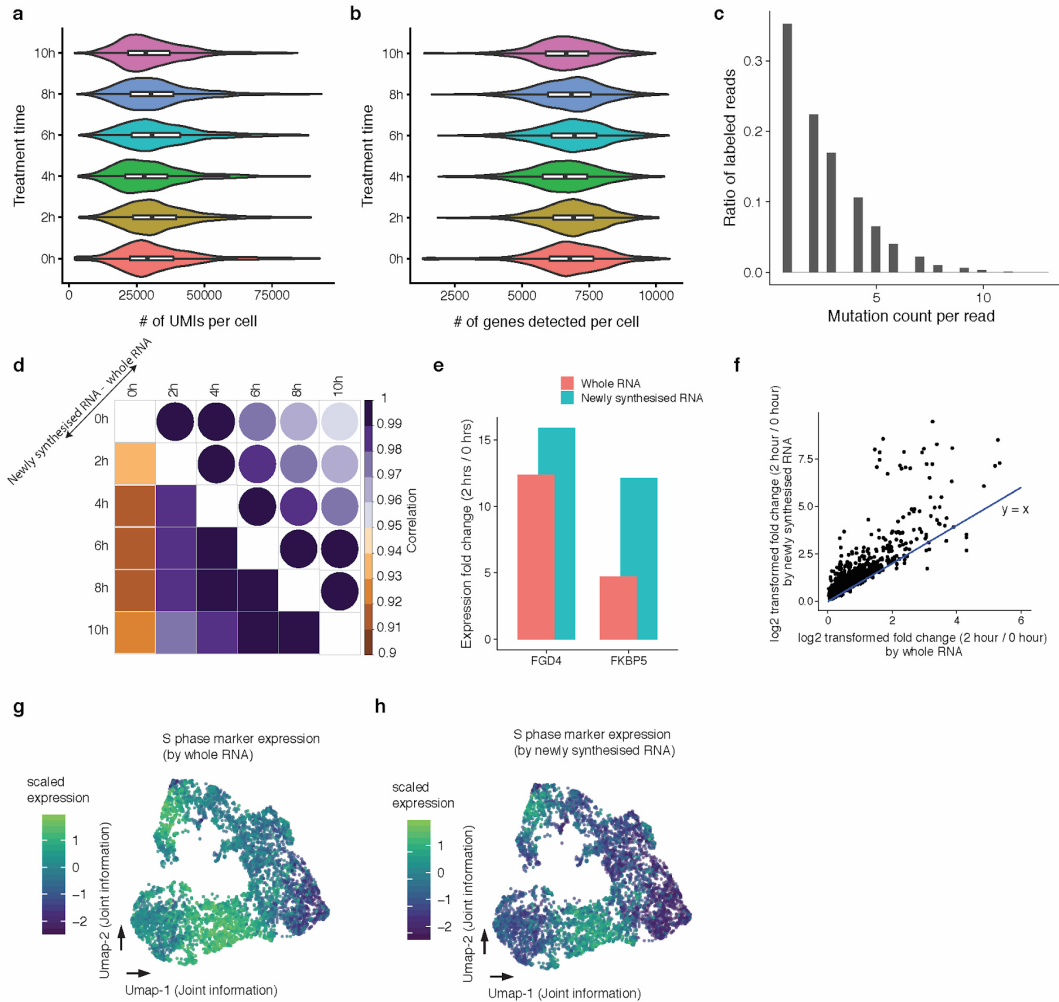 a
Treatment time
10h
8h
6h
4h
2h
0h
0
25000
50000
75000
# of UMIs per cell
b
Treatment time
10h
8h
6h
4h
2h
0h
2500
5000
7500
10000
# of genes detected per cell
c
Ratio of labeled reads
0.3
0.2
0.1
0.0
5
10
Mutation count per read
d
Newly synthesised RNA - whole RNA
0h
2h
4h
6h
8h
10h
0h
2h
4h
6h
8h
10h
1
0.99
0.98
0.97
0.96
0.95
0.94
0.93
0.92
0.91
0.9
Correlation
e
Whole RNA
Newly synthesised RNA
Expression fold change (2 hrs / 0 hrs)
15
10
5
0
FGD4
FKBP5
f
log2 transformed fold change (2 hour / 0 hour)
by newly synthesised RNA
7.5
5.0
2.5
0.0
y = x
0
2
4
6
log2 transformed fold change (2 hour / 0 hour)
by whole RNA
g
S phase marker expression
(by whole RNA)
scaled
expression
1
0
−1
−2
Umap-2 (Joint information)
Umap-1 (Joint information)
h
S phase marker expression
(by newly synthesised RNA)
scaled
expression
1
0
−1
−2
Umap-2 (Joint information)
Umap-1 (Joint information)